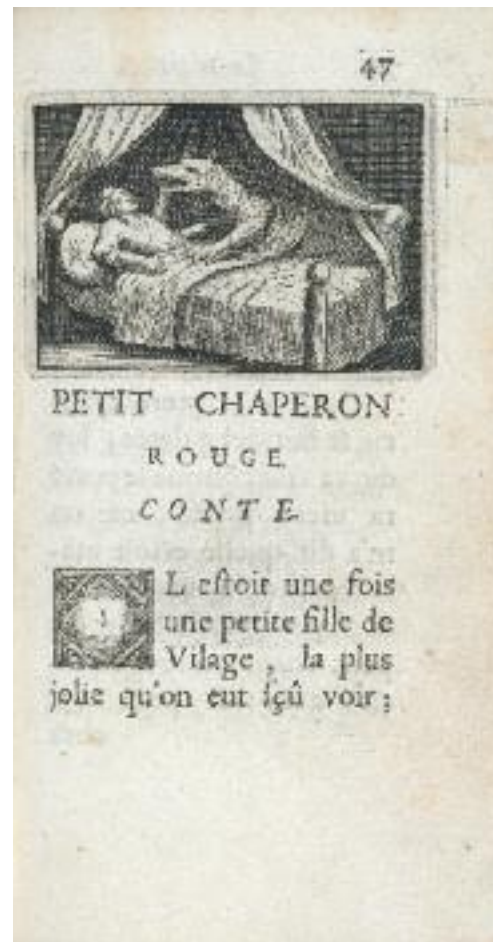 47
PETIT CHAPERON
ROUGE
CONTE
IL eſtoit une fois
une petite fille de
Vilage, la plus
jolie qu'on eut ſçû voir;